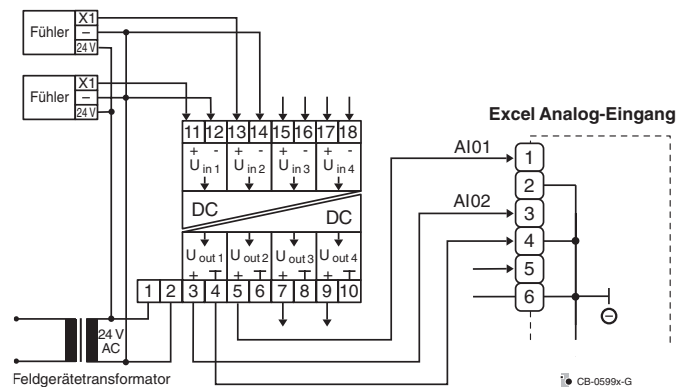 X1
Fühler –
24 V
X1
Fühler –
24 V
Excel Analog-Eingang
11 12 13 14 15 16 17 18
+ - + - + - + -
U in 1 U in 2 U in 3 U in 4
AI01
1
2
AI02
3
4
5
6
DC
DC
U out 1 U out 2 U out 3 U out 4
+ + + +
1 2 3 4 5 6 7 8 9 10
24 V
AC
Feldgerätetransformator
CB-0599x-G